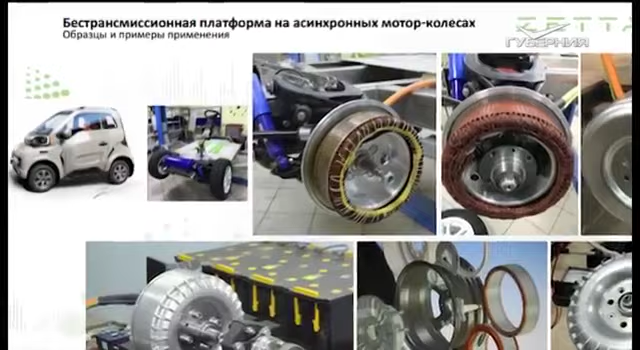 Бестрансмиссионная платформа на асинхронных мотор-колесах
Образцы и примеры применения
ГУБЕРНИЯ